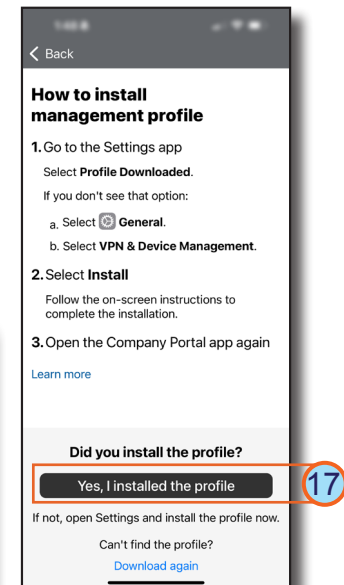 Back
How to install
management profile
1. Go to the Settings app
Select Profile Downloaded.
If you don't see that option:
a. Select General.
b. Select VPN & Device Management.
2. Select Install
Follow the on-screen instructions to
complete the installation.
3. Open the Company Portal app again
Learn more
Did you install the profile?
Yes, I installed the profile
17
If not, open Settings and install the profile now.
Can't find the profile?
Download again